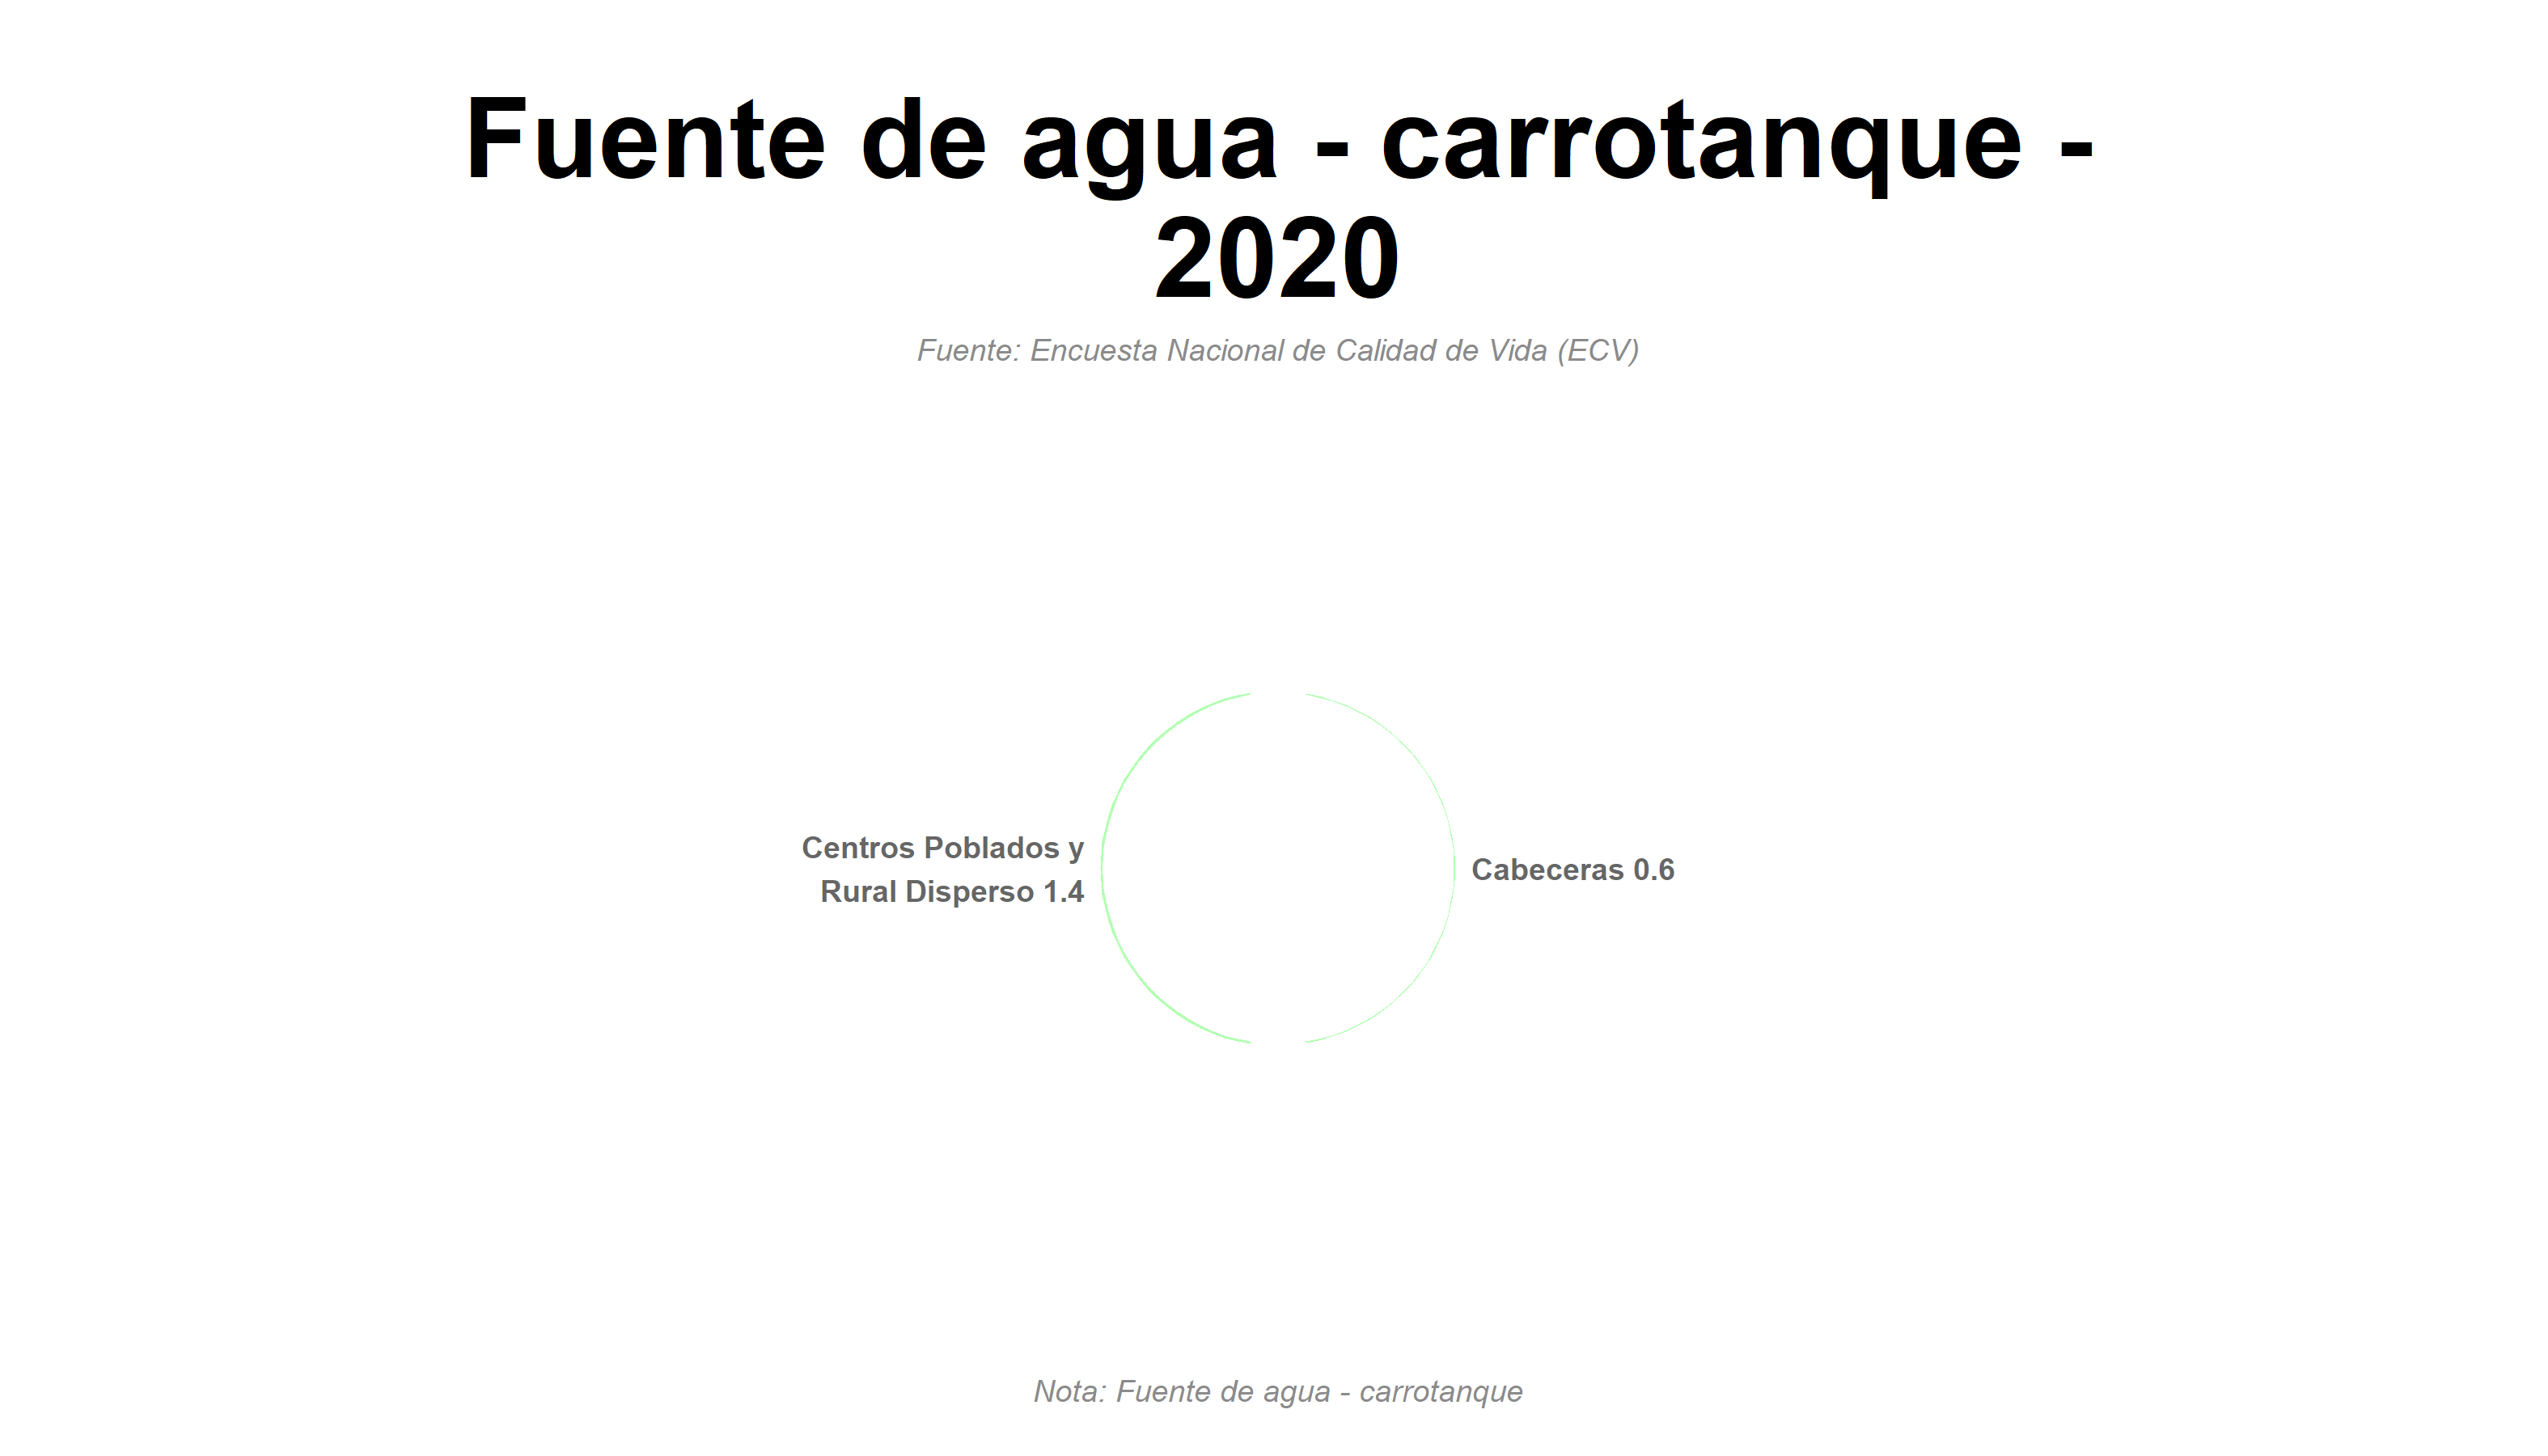 Fuente de agua - carrotanque -
2020
Fuente: Encuesta Nacional de Calidad de Vida (ECV)
Centros Poblados y
Rural Disperso 1.4
Cabeceras 0.6
Nota: Fuente de agua - carrotanque